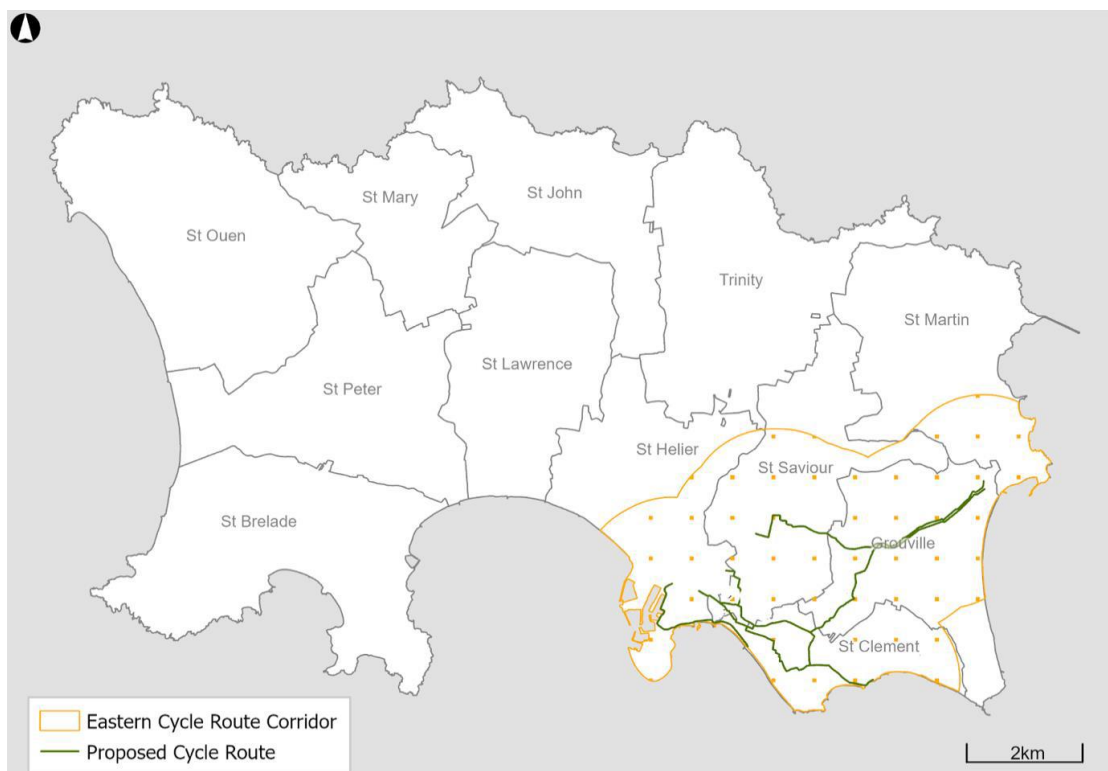 St Mary
St John
St Ouen
Trinity
St Martin
St Lawrence
St Peter
St Helier
St Saviour
St Brelade
Grouville
St Clement
Eastern Cycle Route Corridor
Proposed Cycle Route
2km